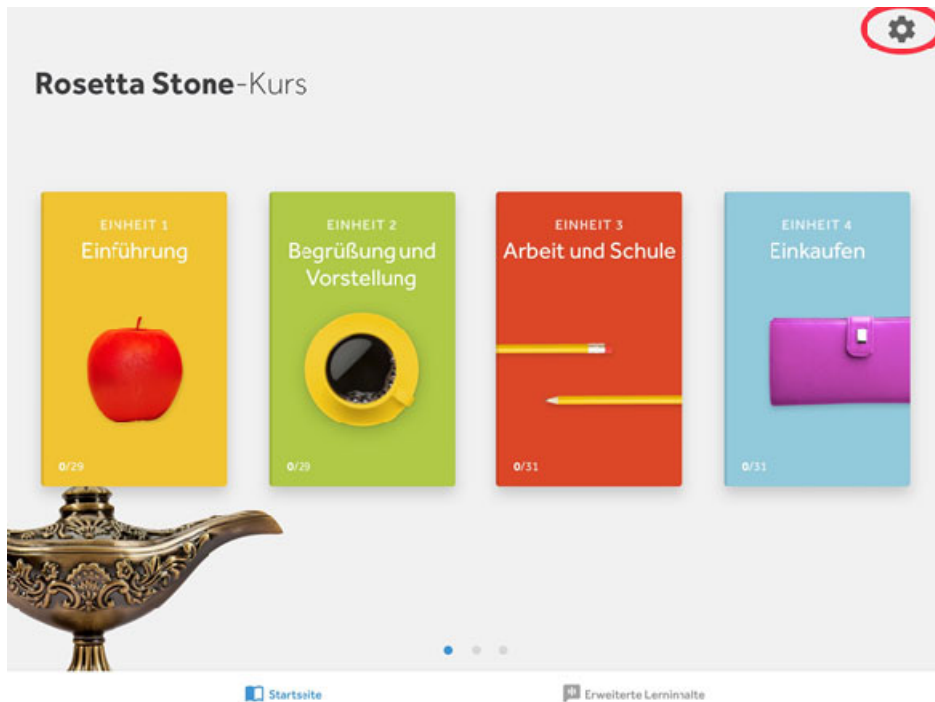 Rosetta Stone-Kurs
EINHEIT 1
Einführung
0/29
EINHEIT 2
Begrüßung und
Vorstellung
0/29
EINHEIT 3
Arbeit und Schule
0/31
EINHEIT 4
Einkaufen
0/31
Startseite
Erweiterte Lerninhalte